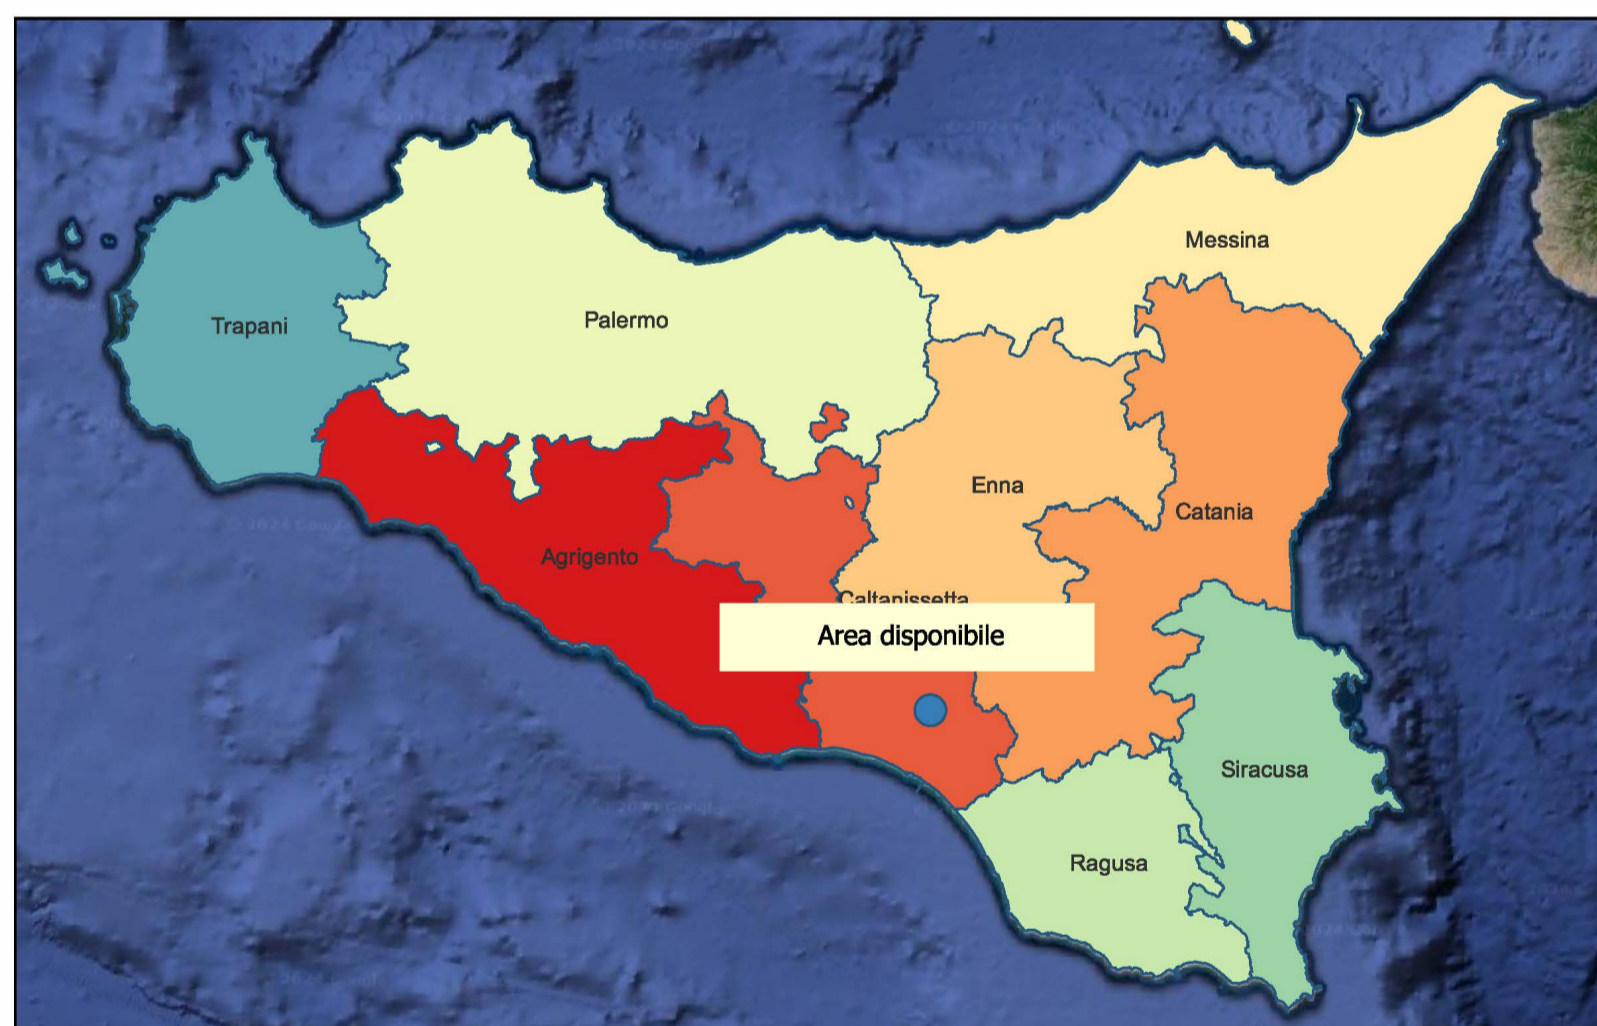 Messina
Palermo
Trapani
Enna
Catania
Agrigento
Caltanissetta
Area disponibile
Siracusa
Ragusa